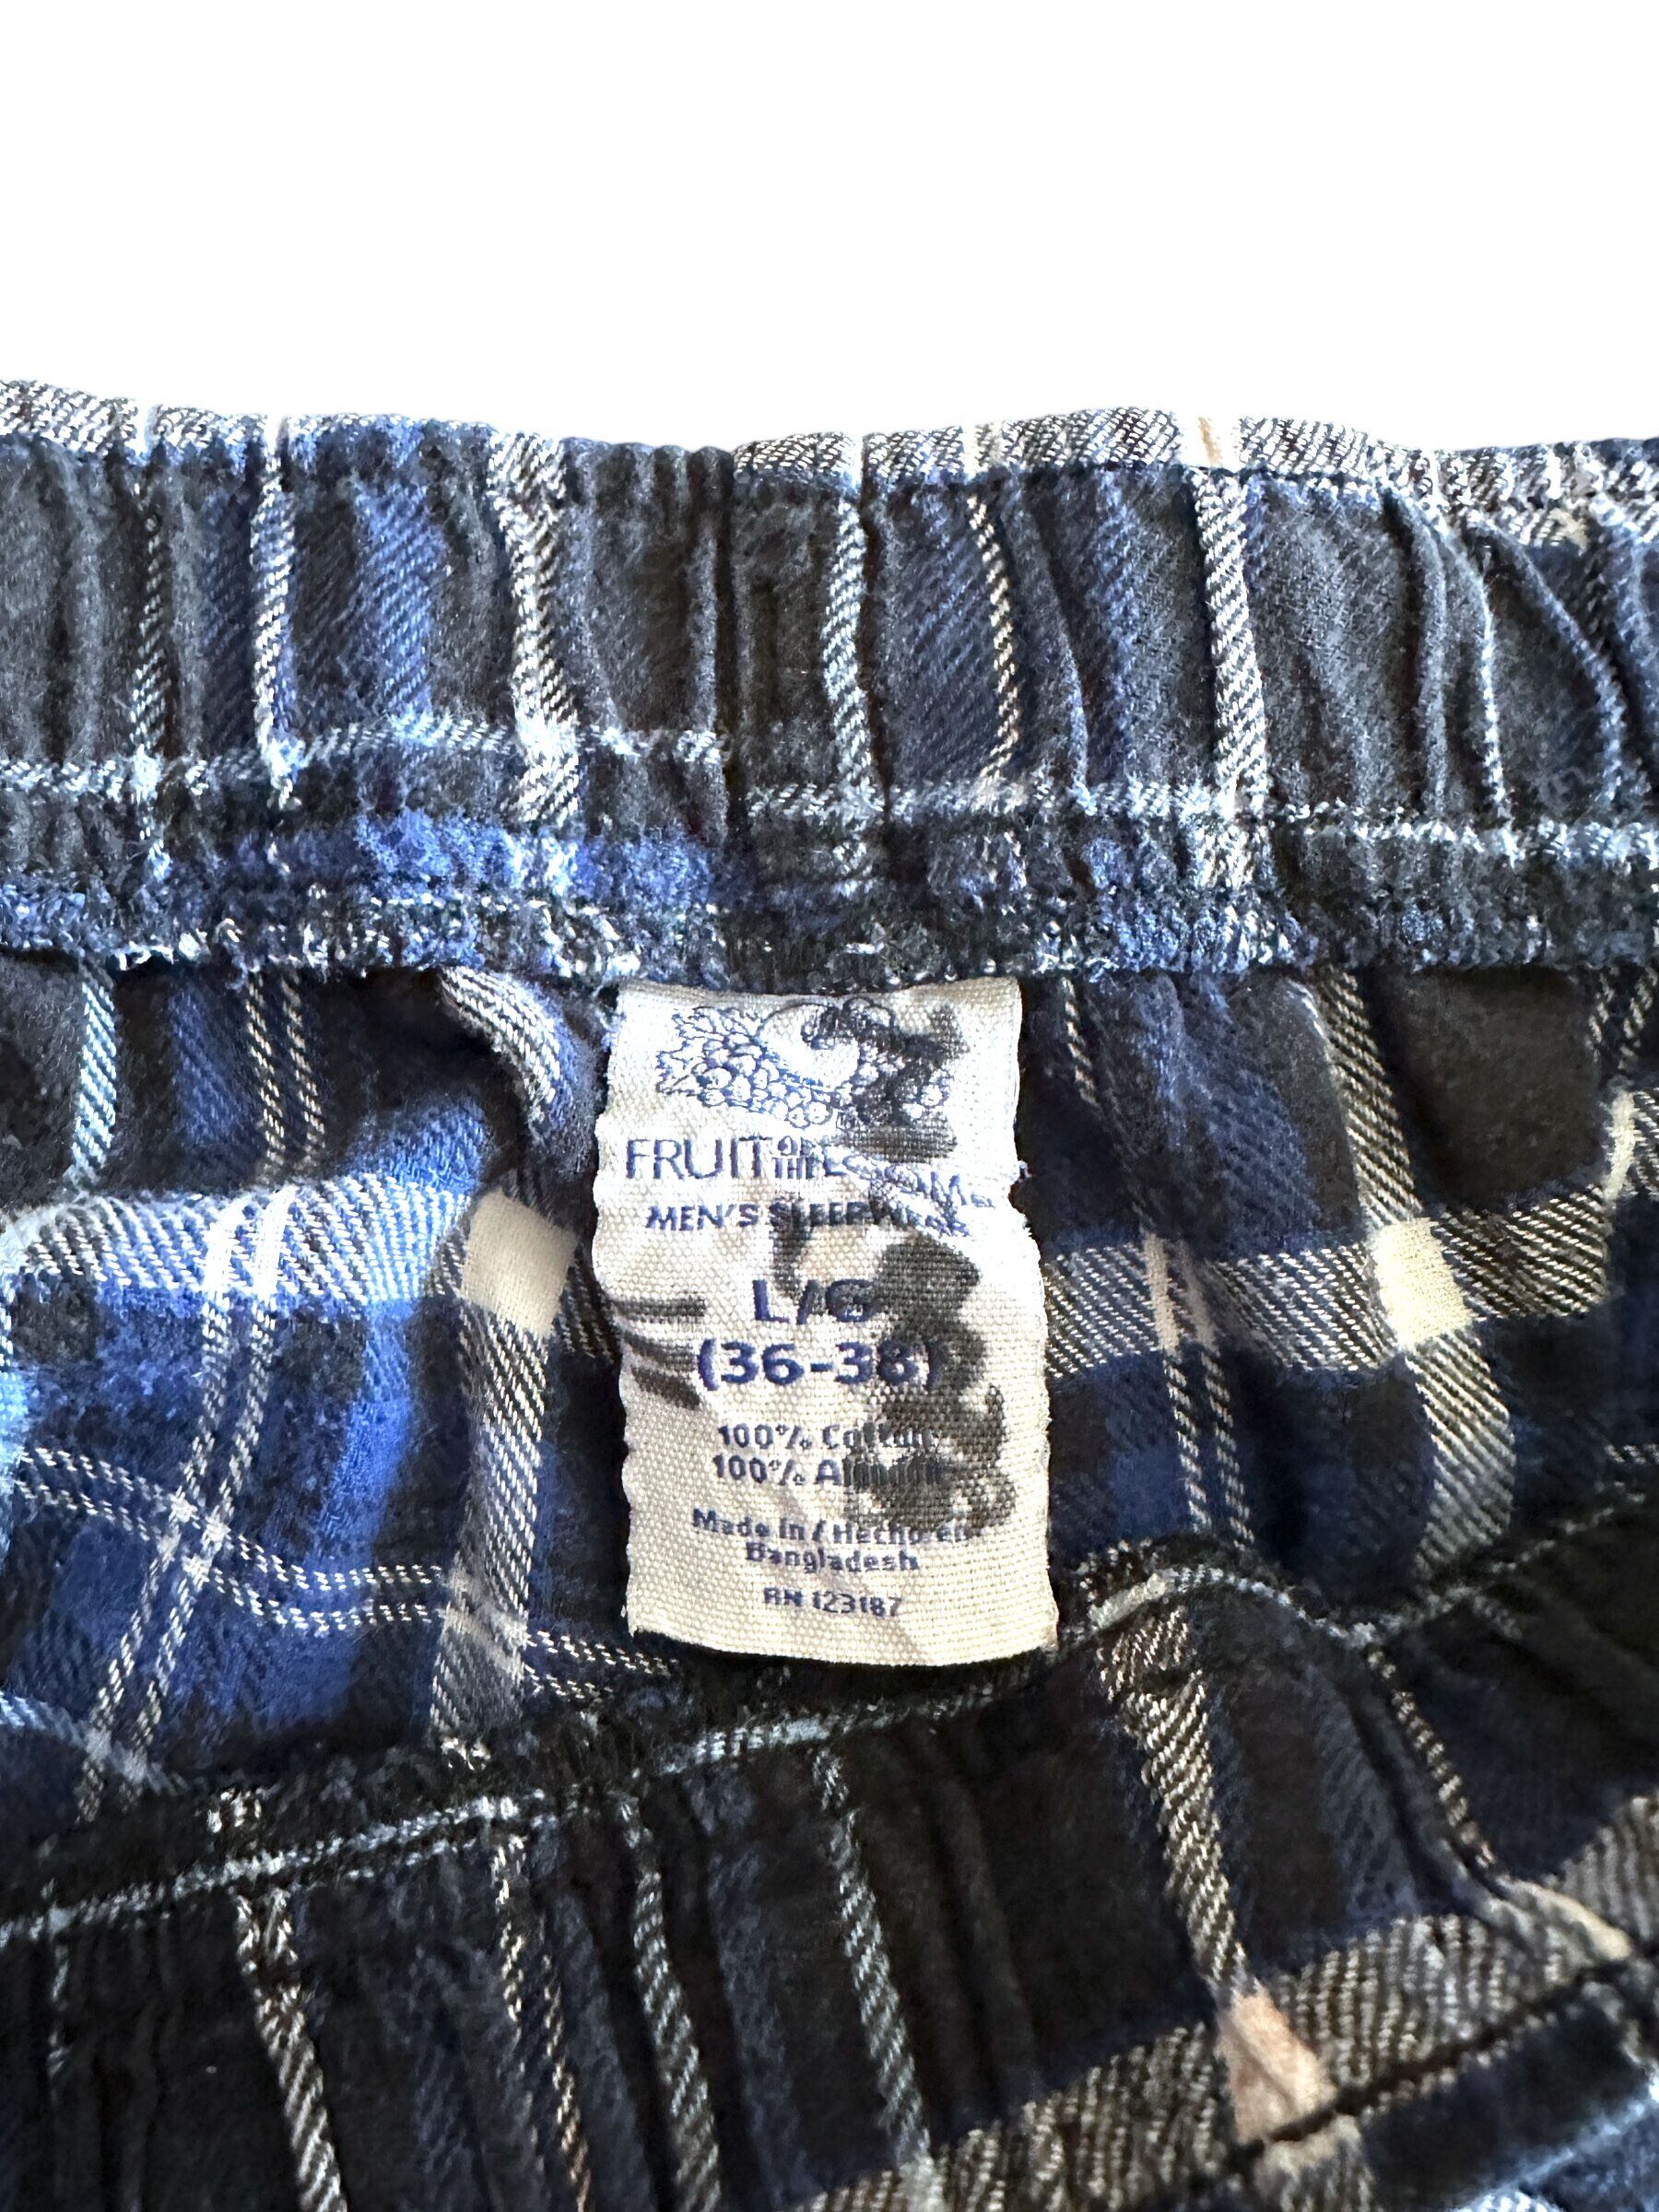 FRUIT OF THE LOOM®
MEN'S SLEEPWEAR
L/G
(36-38)
100% Cotton
100% Algodón
Made in / Hecho en
Bangladesh
RN 123187